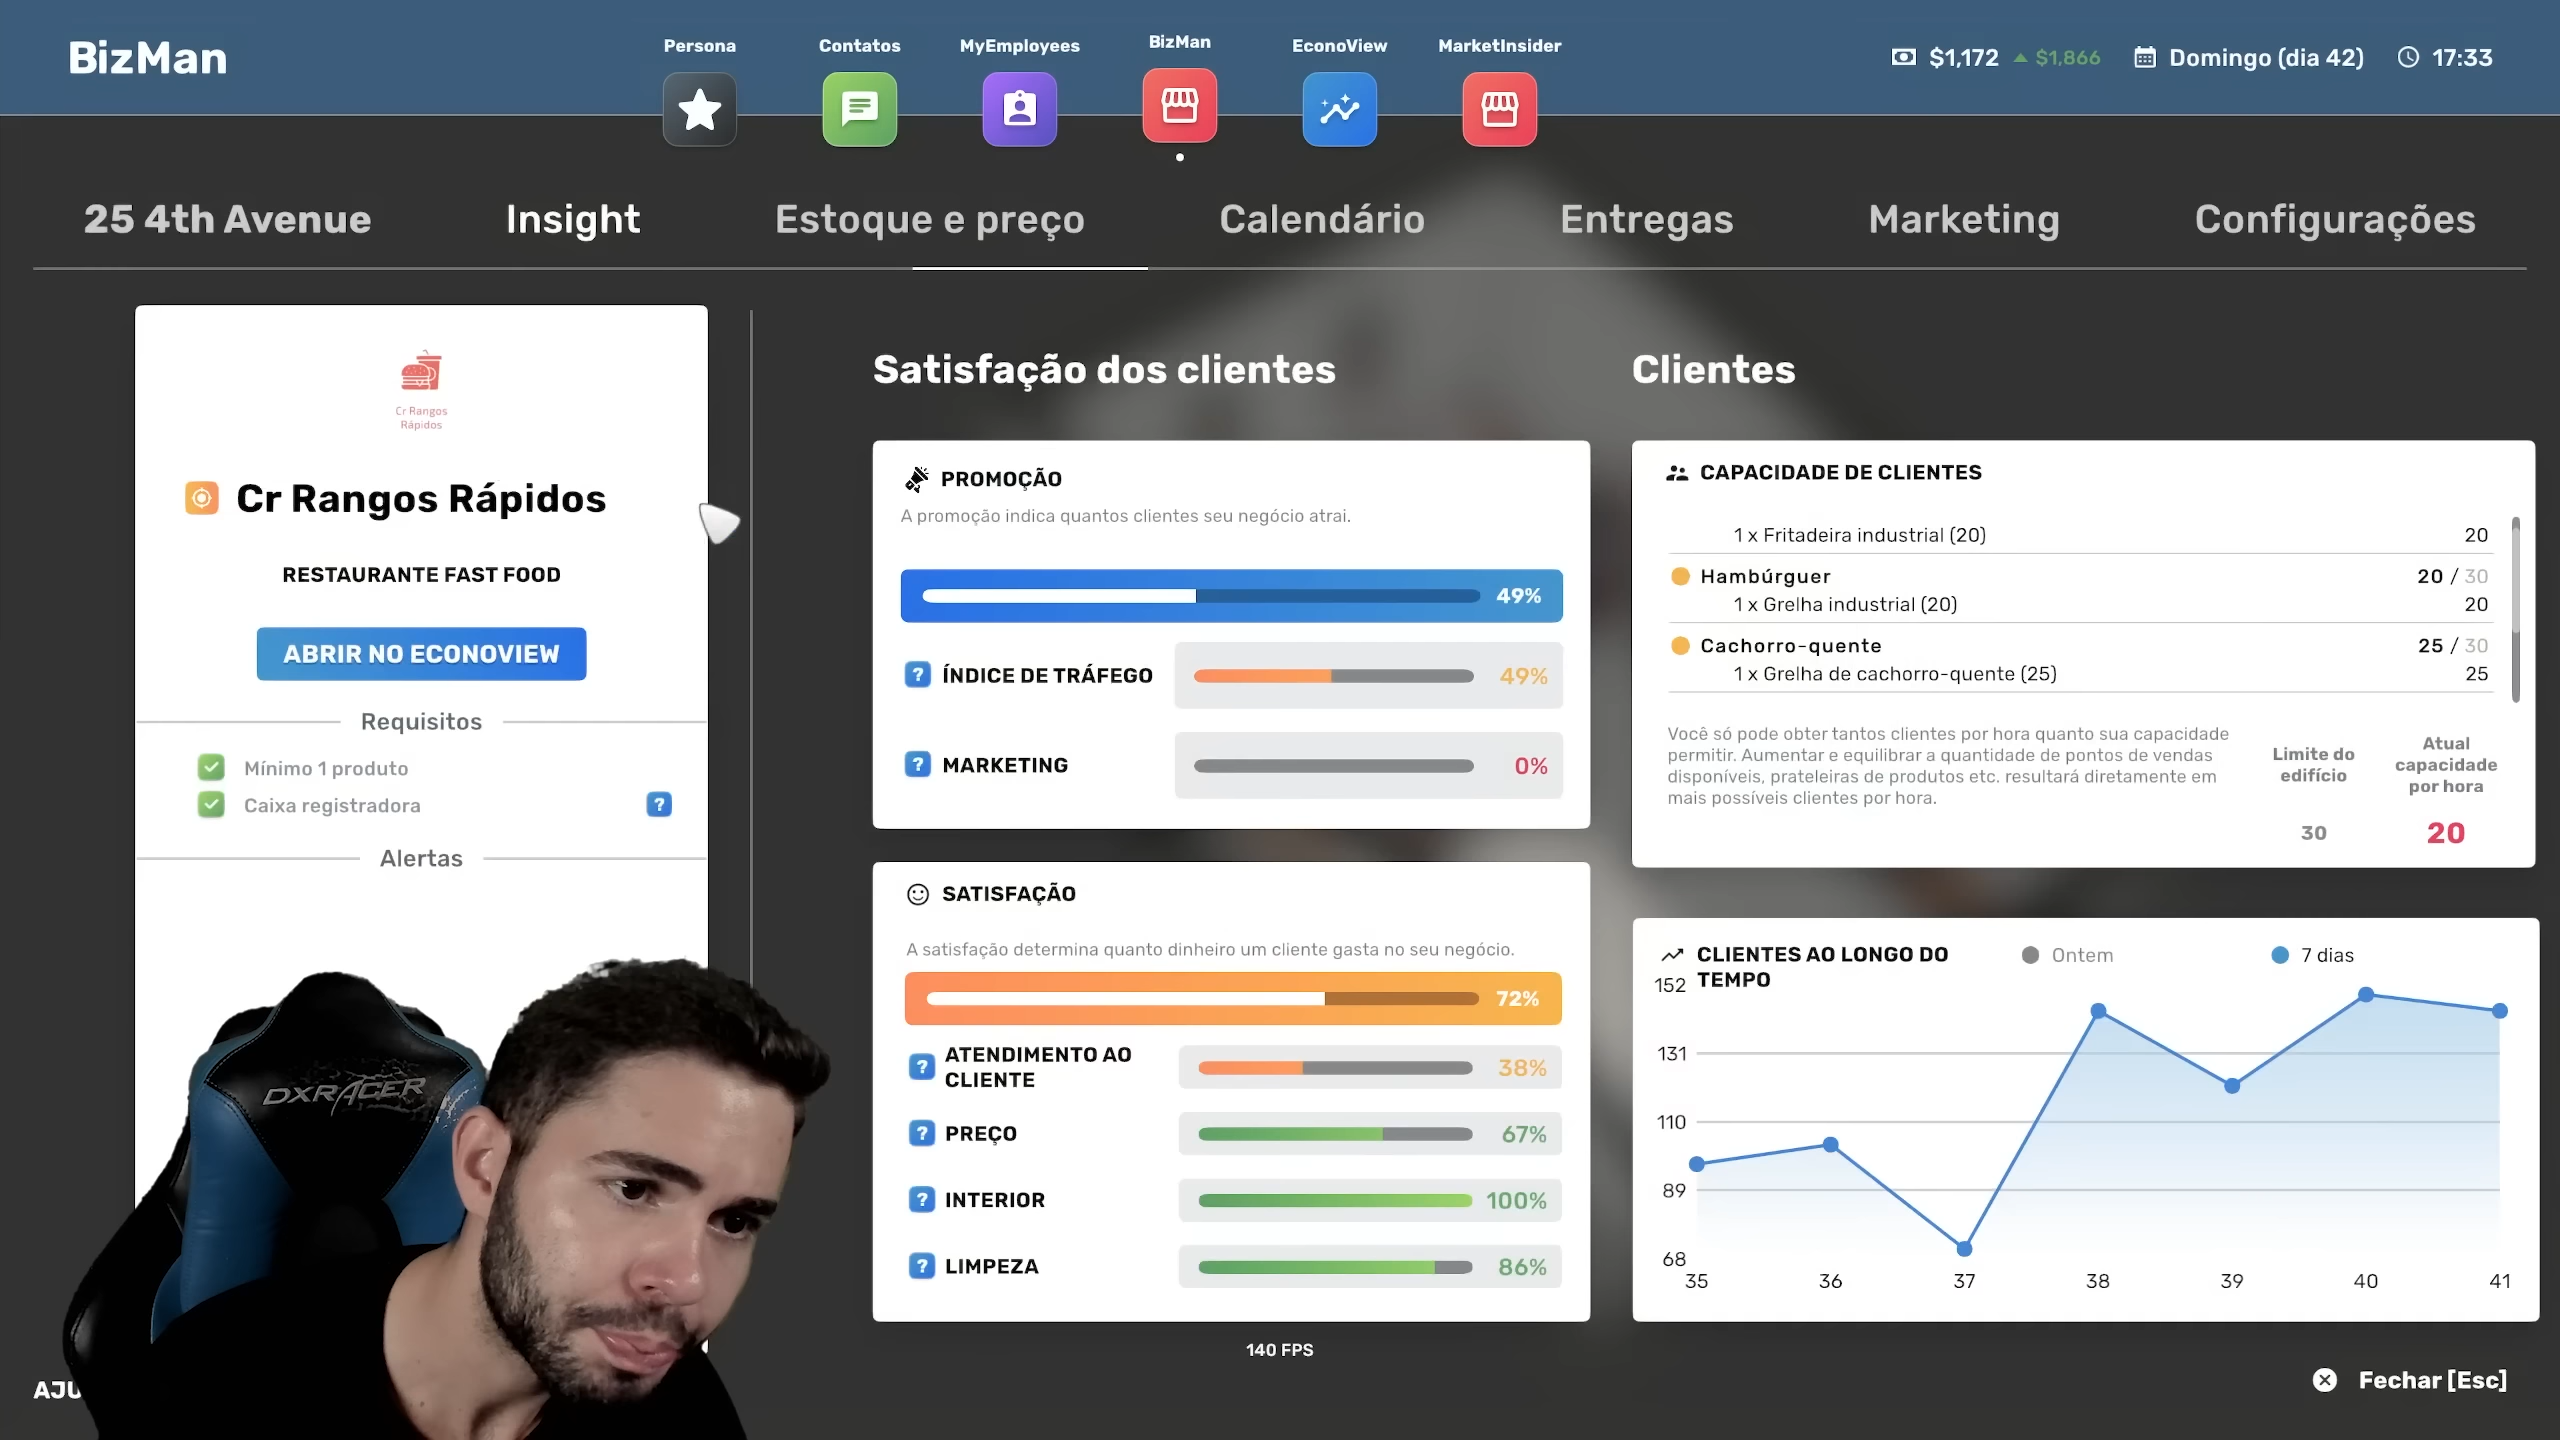 BizMan
Persona
Contatos
MyEmployees
BizMan
EconoView
MarketInsider
$1,172
$1,866
Domingo (dia 42)
17:33
25 4th Avenue
Insight
Estoque e preço
Calendário
Entregas
Marketing
Configurações
Cr Rangos
Rápidos
Cr Rangos Rápidos
RESTAURANTE FAST FOOD
ABRIR NO ECONOVIEW
Requisitos
Mínimo 1 produto
Caixa registradora
?
Alertas
DXRACER
Satisfação dos clientes
PROMOÇÃO
A promoção indica quantos clientes seu negócio atrai.
49%
? ÍNDICE DE TRÁFEGO 49%
? MARKETING 0%
SATISFAÇÃO
A satisfação determina quanto dinheiro um cliente gasta no seu negócio.
72%
? ATENDIMENTO AO
CLIENTE 38%
? PREÇO 67%
? INTERIOR 100%
? LIMPEZA 86%
Clientes
CAPACIDADE DE CLIENTES
1 x Fritadeira industrial (20) 20
Hambúrguer 20 / 30
1 x Grelha industrial (20) 20
Cachorro-quente 25 / 30
1 x Grelha de cachorro-quente (25) 25
Você só pode obter tantos clientes por hora quanto sua capacidade
permitir. Aumentar e equilibrar a quantidade de pontos de vendas
disponíveis, prateleiras de produtos etc. resultará diretamente em
mais possíveis clientes por hora.
Limite do
edifício
30
Atual
capacidade
por hora
20
CLIENTES AO LONGO DO
TEMPO
Ontem
7 dias
152
131
110
89
68
35 36 37 38 39 40 41
140 FPS
AJU
Fechar [Esc]